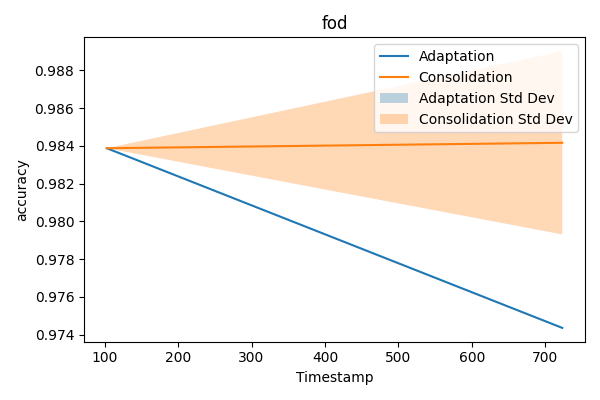 fod
Adaptation
Consolidation
Adaptation Std Dev
Consolidation Std Dev
0.988
0.986
0.984
0.982
0.980
0.978
0.976
0.974
accuracy
100 200 300 400 500 600 700
Timestamp